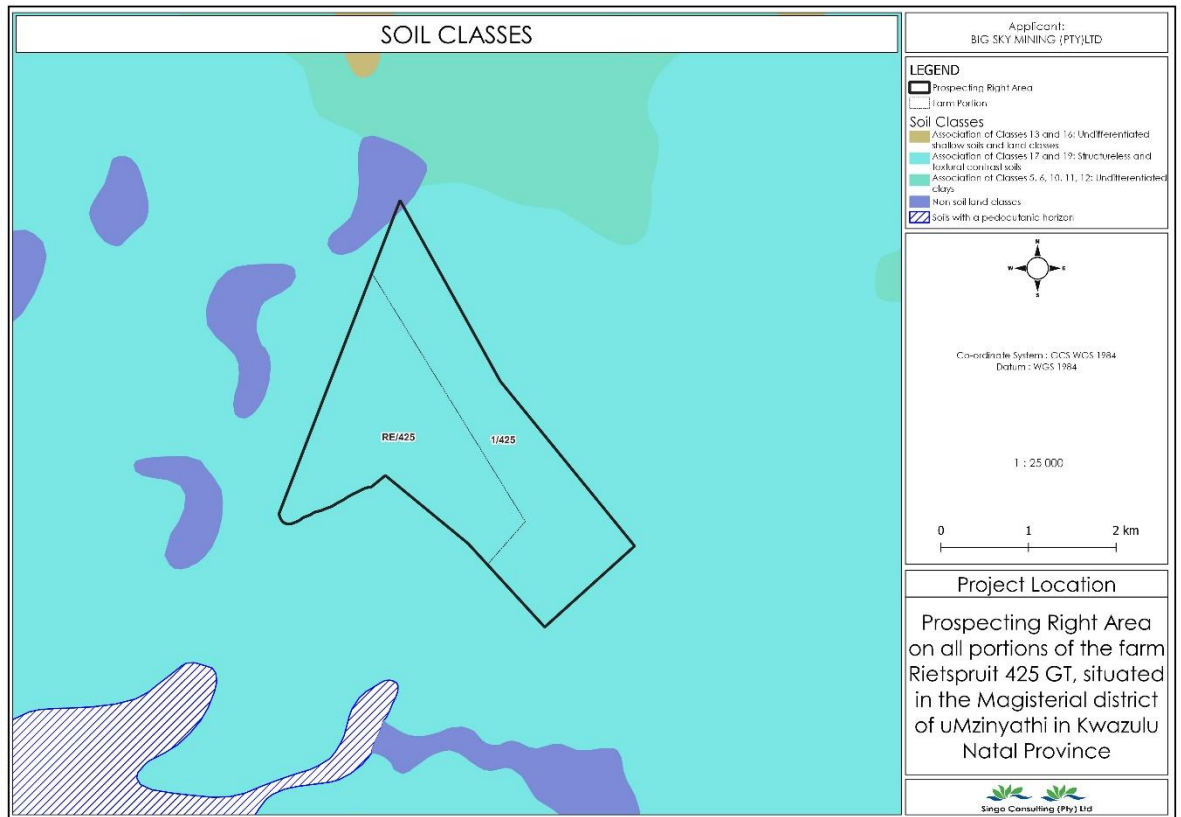 SOIL CLASSES
RE/425
1/425
Applicant:
BIG SKY MINING (PTY)LTD
LEGEND
Prospecting Right Area
Farm Portion
Soil Classes
Association of Classes 13 and 16: Undifferentiated
shallow soils and land classes
Association of Classes 17 and 19: Structureless and
textural contrast soils
Association of Classes 5, 6, 10, 11, 12: Undifferentiated
clays
Non soil land classes
Soils with a pedocutanic horizon
N
W
E
S
Co-ordinate System : GCS WGS 1984
Datum : WGS 1984
1 : 25 000
0 1 2 km
Project Location
Prospecting Right Area
on all portions of the farm
Rietspruit 425 GT, situated
in the Magisterial district
of uMzinyathi in Kwazulu
Natal Province
Singo Consulting (Pty) Ltd